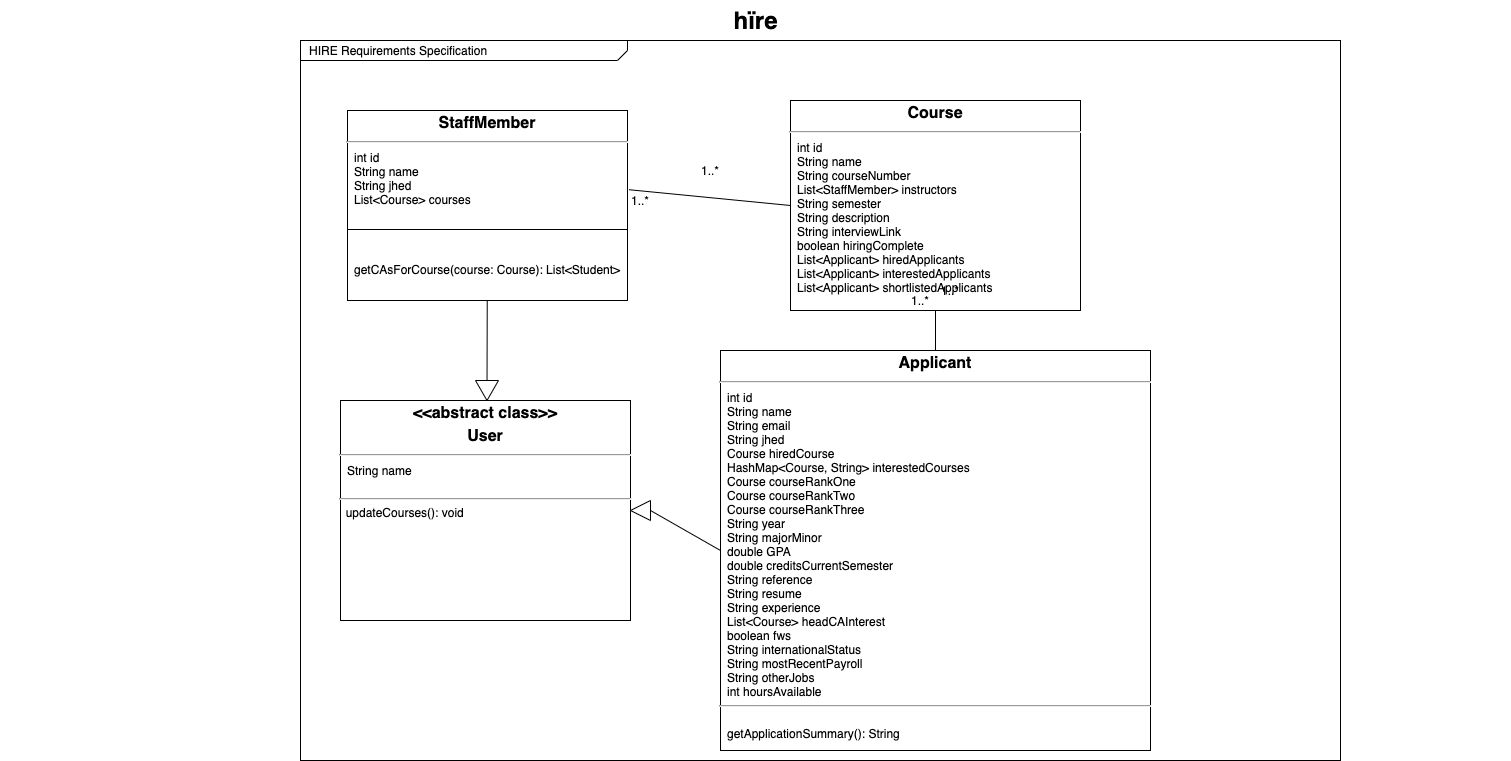 hïre
HIRE Requirements Specification
StaffMember
int id
String name
String jhed
List<Course> courses
getCAsForCourse(course: Course): List<Student>
1..*
1..*
Course
int id
String name
String courseNumber
List<StaffMember> instructors
String semester
String description
String interviewLink
boolean hiringComplete
List<Applicant> hiredApplicants
List<Applicant> interestedApplicants
List<Applicant> shortlistedApplicants
1..*
1..*
<<abstract class>>
User
String name
updateCourses(): void
Applicant
int id
String name
String email
String jhed
Course hiredCourse
HashMap<Course, String> interestedCourses
Course courseRankOne
Course courseRankTwo
Course courseRankThree
String year
String majorMinor
double GPA
double creditsCurrentSemester
String reference
String resume
String experience
List<Course> headCAInterest
boolean fws
String internationalStatus
String mostRecentPayroll
String otherJobs
int hoursAvailable
getApplicationSummary(): String